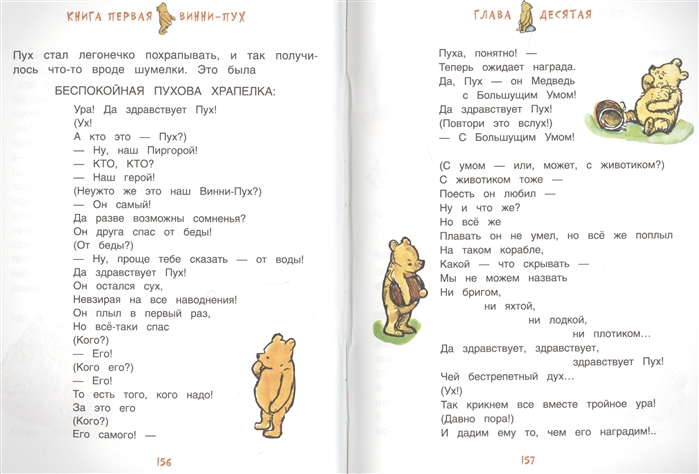 КНИГА ПЕРВАЯ ВИННИ-ПУХ
Пух стал легонечко похрапывать, и так получи-
лось что-то вроде шумелки. Это была
БЕСПОКОЙНАЯ ПУХОВА ХРАПЕЛКА:
Ура! Да здравствует Пух!
(Ух!
А кто это — Пух?)
— Ну, наш Пиргорой!
— КТО, КТО?
— Наш герой!
(Неужто же это наш Винни-Пух?)
— Он самый!
Да разве возможны сомненья?
Он друга спас от беды!
(От беды?)
— Ну, проще тебе сказать — от воды!
Да здравствует Пух!
Он остался сух,
Невзирая на все наводнения!
Он плыл в первый раз,
Но всё-таки спас
(Кого?)
— Его!
(Кого его?)
— Его!
То есть того, кого надо!
За это его
(Кого?)
Его самого! —
156
ГЛАВА ДЕСЯТАЯ
Пуха, понятно! —
Теперь ожидает награда.
Да, Пух — он Медведь
с Большущим Умом!
Да здравствует Пух!
(Повтори это вслух!)
— С Большущим Умом!
(С умом — или, может, с животиком?)
С животиком тоже —
Поесть он любил —
Ну и что же?
Но всё же
Плавать он не умел, но всё же поплыл
На таком корабле,
Какой — что скрывать —
Мы не можем назвать
Ни бригом,
ни яхтой,
ни лодкой,
ни плотиком...
Да здравствует, здравствует,
здравствует Пух!
Чей бестрепетный дух...
(Ух!)
Так крикнем все вместе тройное ура!
(Давно пора!)
И дадим ему то, чем его наградим!..
157